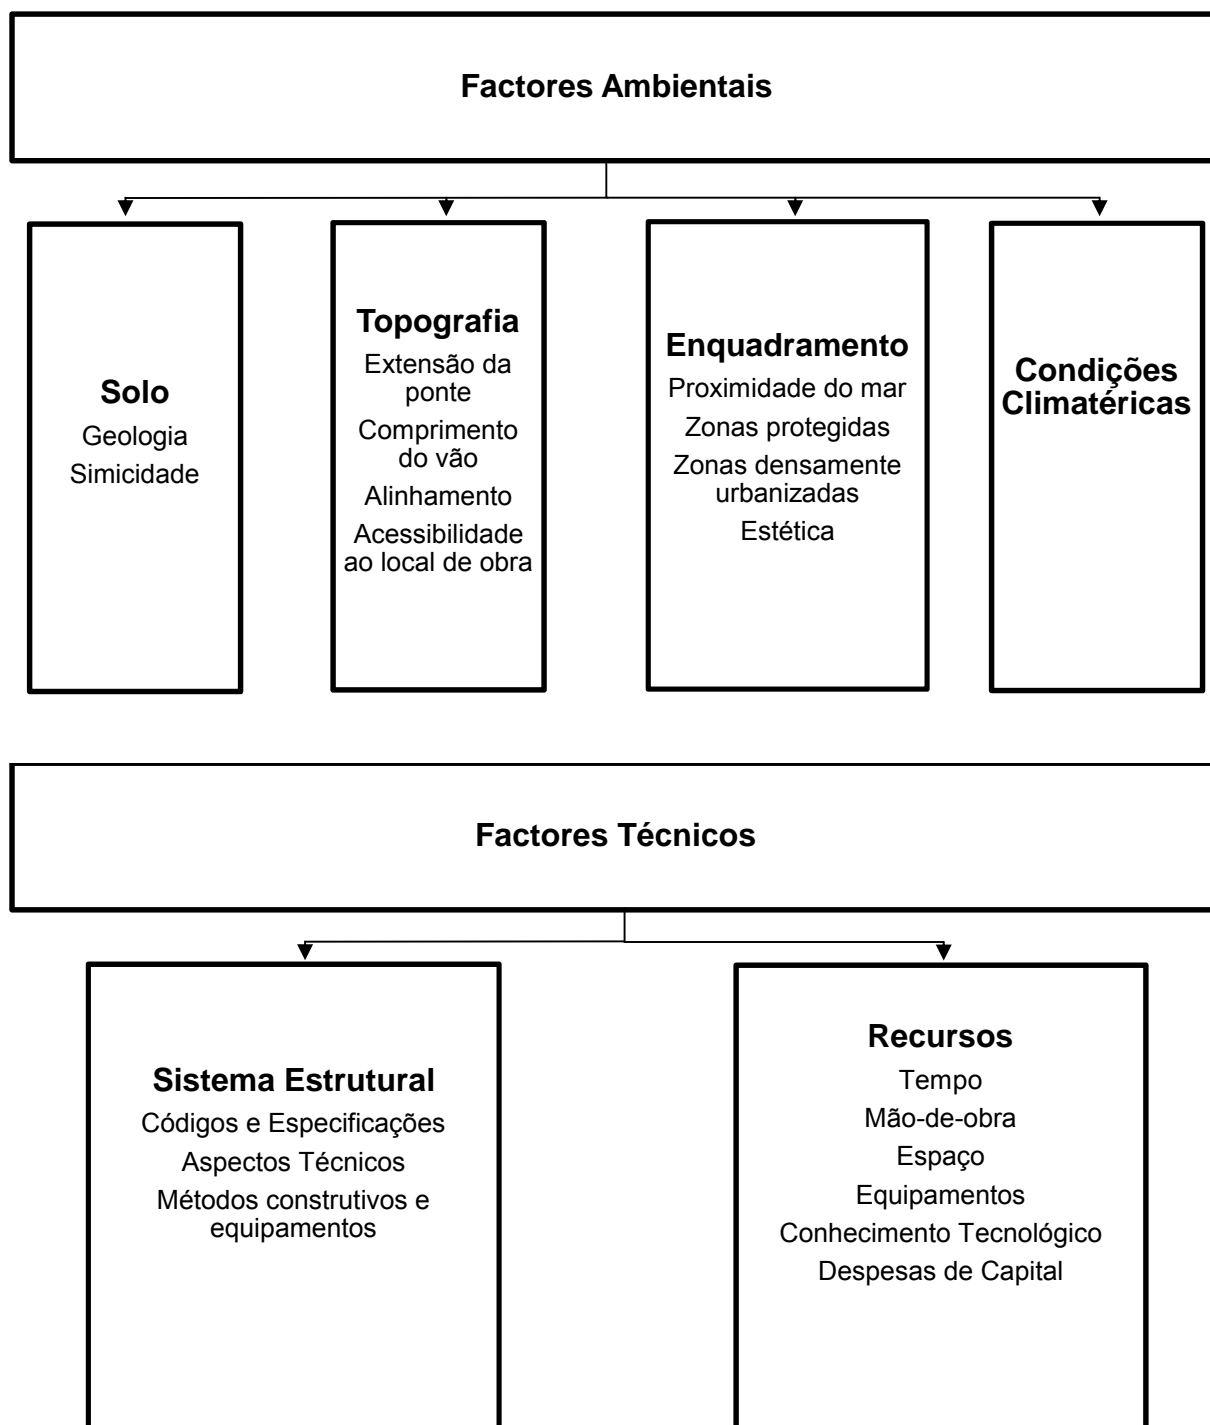 Factores Ambientais
Solo
Geologia
Simicidade
Topografia
Extensão da
ponte
Comprimento
do vão
Alinhamento
Acessibilidade
ao local de obra
Enquadramento
Proximidade do mar
Zonas protegidas
Zonas densamente
urbanizadas
Estética
Condições
Climatéricas
Factores Técnicos
Sistema Estrutural
Códigos e Especificações
Aspectos Técnicos
Métodos construtivos e
equipamentos
Recursos
Tempo
Mão-de-obra
Espaço
Equipamentos
Conhecimento Tecnológico
Despesas de Capital